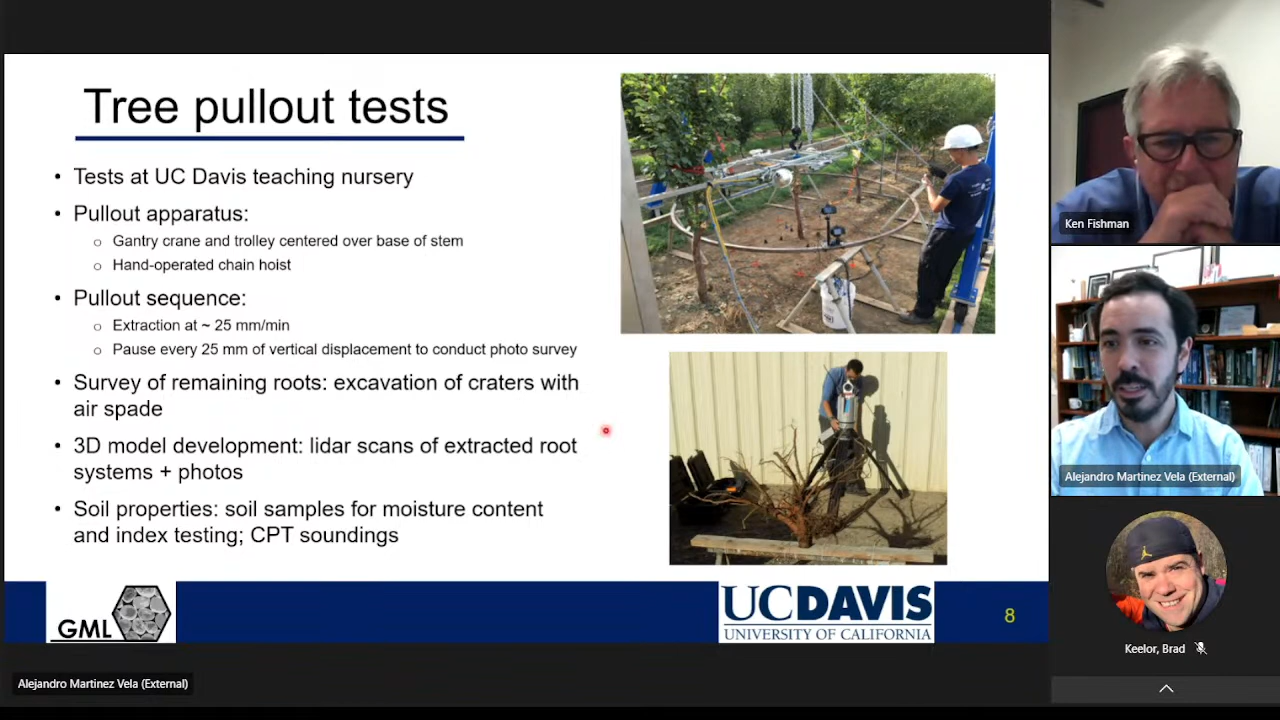 Tree pullout tests
• Tests at UC Davis teaching nursery
• Pullout apparatus:
○ Gantry crane and trolley centered over base of stem
○ Hand-operated chain hoist
• Pullout sequence:
○ Extraction at ~ 25 mm/min
○ Pause every 25 mm of vertical displacement to conduct photo survey
• Survey of remaining roots: excavation of craters with
air spade
• 3D model development: lidar scans of extracted root
systems + photos
• Soil properties: soil samples for moisture content
and index testing; CPT soundings
GML
UCDAVIS
UNIVERSITY OF CALIFORNIA
8
Alejandro Martinez Vela (External)
Ken Fishman
Alejandro Martinez Vela (External)
Keelor, Brad